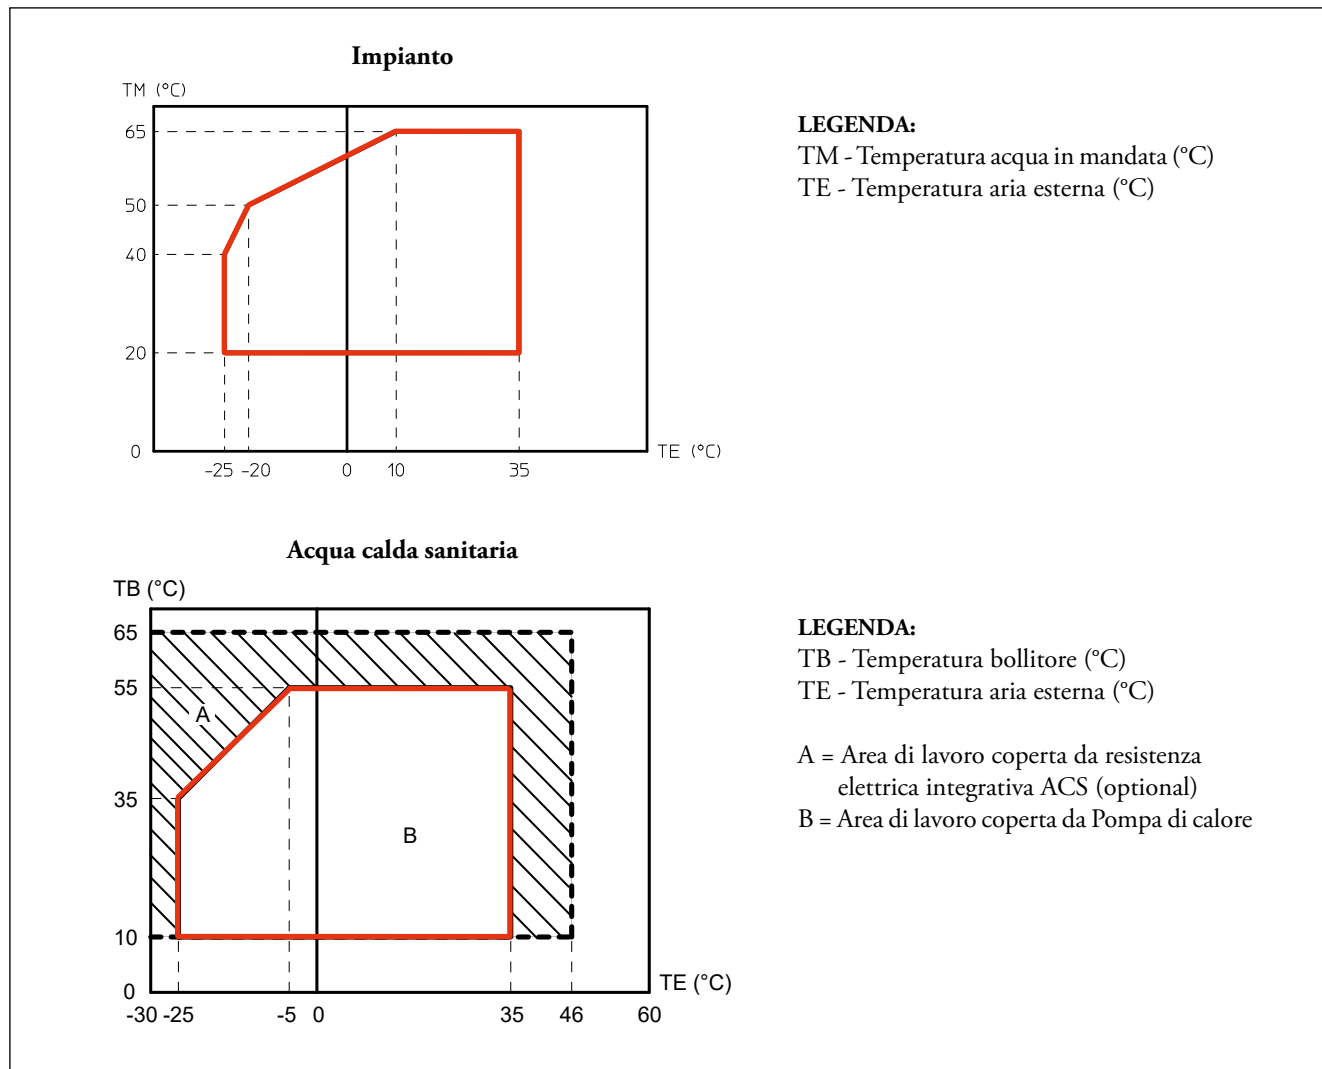 Impianto
TM (°C)
65
50
40
20
0
-25 -20 0 10 35
TE (°C)
LEGENDA:
TM - Temperatura acqua in mandata (°C)
TE - Temperatura aria esterna (°C)
Acqua calda sanitaria
TB (°C)
65
55
35
10
0
A
B
-30 -25 -5 0 35 46 60
TE (°C)
LEGENDA:
TB - Temperatura bollitore (°C)
TE - Temperatura aria esterna (°C)
A = Area di lavoro coperta da resistenza
elettrica integrativa ACS (optional)
B = Area di lavoro coperta da Pompa di calore